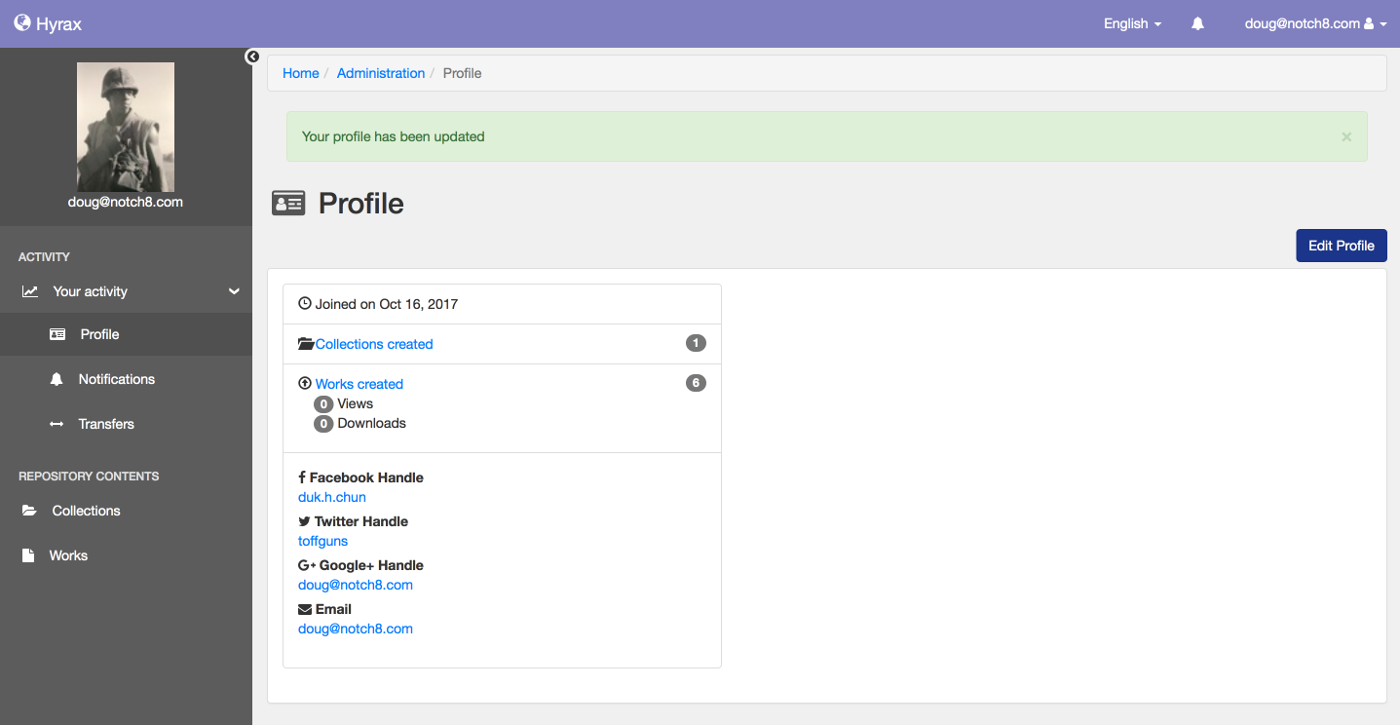 Hyrax
English
doug@notch8.com
doug@notch8.com
ACTIVITY
Your activity
Profile
Notifications
Transfers
REPOSITORY CONTENTS
Collections
Works
Home / Administration / Profile
Your profile has been updated ×
Profile
Edit Profile
Joined on Oct 16, 2017
Collections created 1
Works created 6
0 Views
0 Downloads
Facebook Handle
duk.h.chun
Twitter Handle
toffguns
G+ Google+ Handle
doug@notch8.com
Email
doug@notch8.com